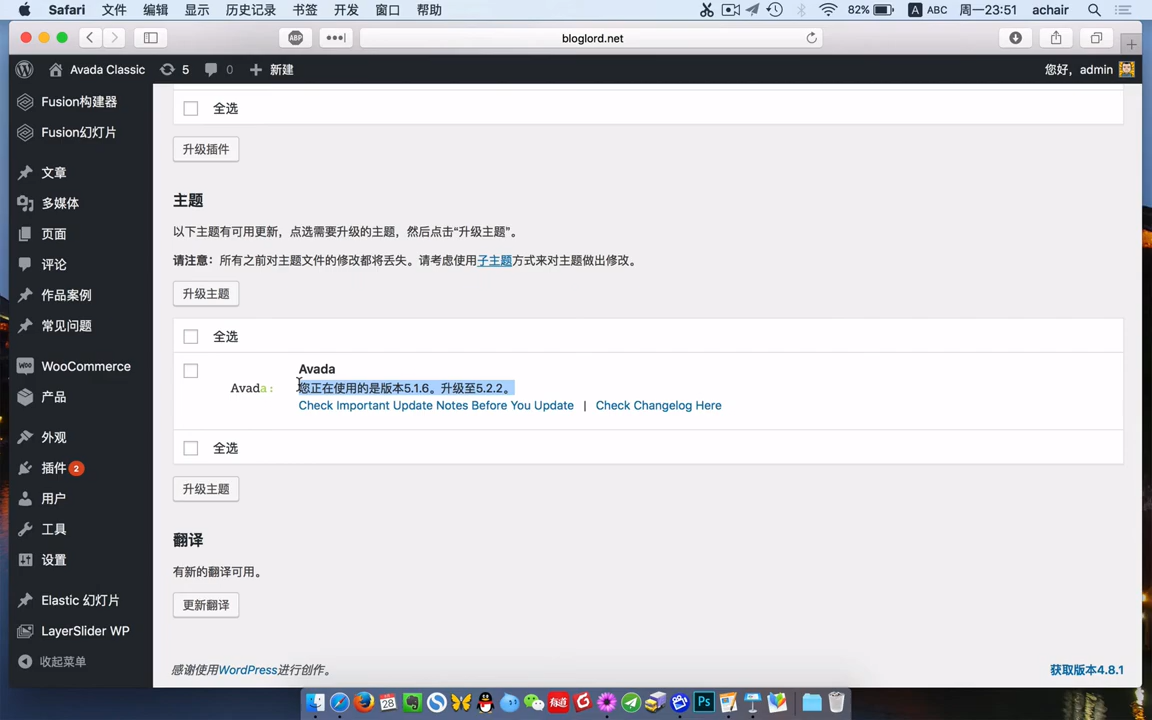 Safari 文件 编辑 显示 历史记录 书签 开发 窗口 帮助 82% A ABC 周一23:51 achair
ABP bloglord.net
Avada Classic 5 0 新建 您好，admin
Fusion构建器
Fusion幻灯片
文章
多媒体
页面
评论
作品案例
常见问题
WOO WooCommerce
产品
外观
插件 2
用户
工具
设置
Elastic 幻灯片
LayerSlider WP
收起菜单
全选
升级插件
主题
以下主题有可用更新，点选需要升级的主题，然后点击“升级主题”。
请注意：所有之前对主题文件的修改都将丢失。请考虑使用子主题方式来对主题做出修改。
升级主题
全选
Avada
Avada:
您正在使用的是版本5.1.6。升级至5.2.2。
Check Important Update Notes Before You Update | Check Changelog Here
全选
升级主题
翻译
有新的翻译可用。
更新翻译
感谢使用WordPress进行创作。 获取版本4.8.1
28 有道 Ps